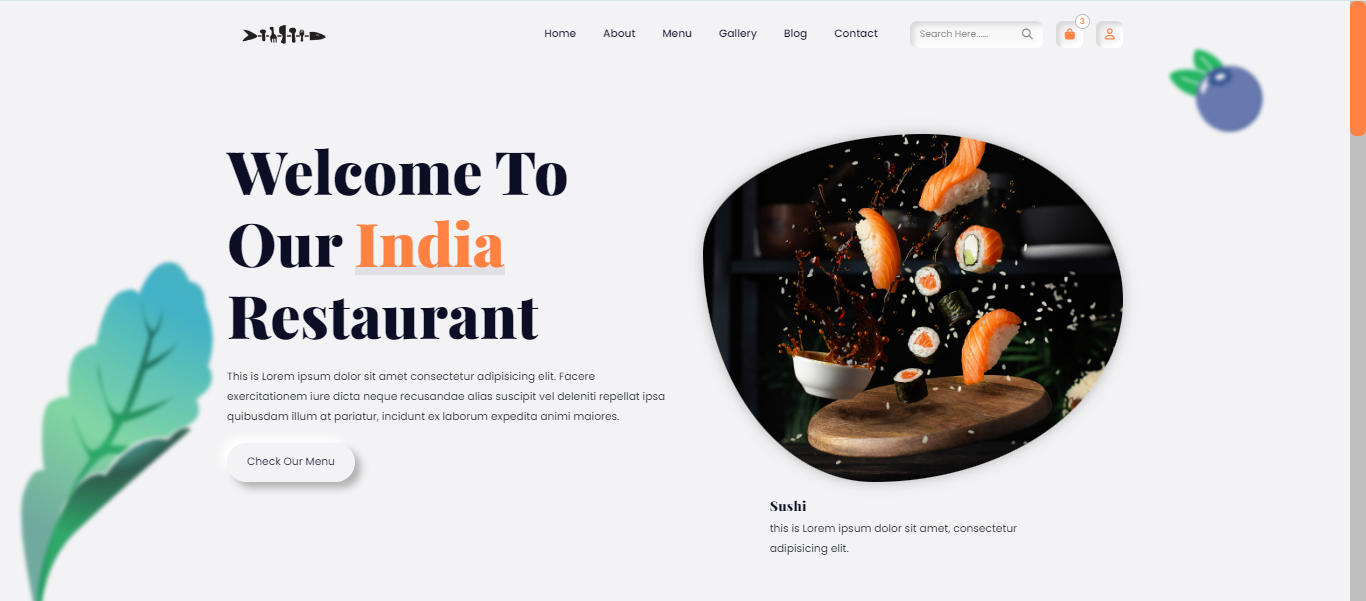 Home About Menu Gallery Blog Contact Search Here...... 3
Welcome To
Our India
Restaurant
This is Lorem ipsum dolor sit amet consectetur adipisicing elit. Facere
exercitationem iure dicta neque recusandae alias suscipit vel deleniti repellat ipsa
quibusdam illum at pariatur, incidunt ex laborum expedita animi maiores.
Check Our Menu
Sushi
this is Lorem ipsum dolor sit amet, consectetur
adipisicing elit.